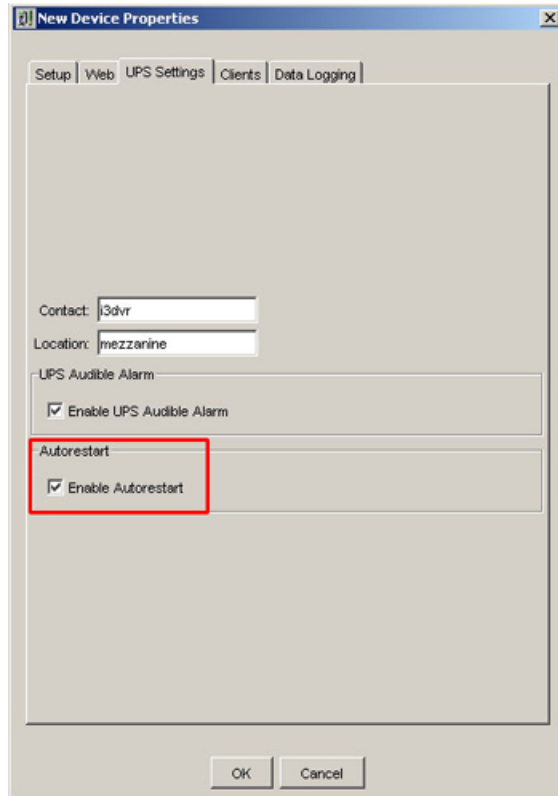 New Device Properties
Setup Web UPS Settings Clients Data Logging
Contact: i3dvr
Location: mezzanine
UPS Audible Alarm
Enable UPS Audible Alarm
Autorestart
Enable Autorestart
OK Cancel